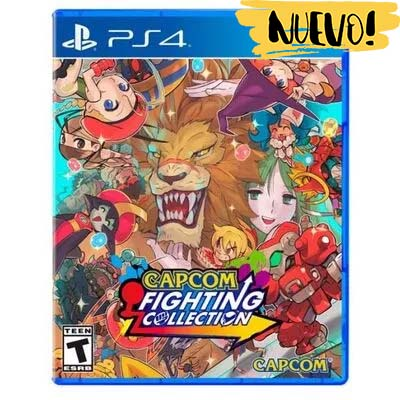 NUEVO!
PS4
CAPCOM
FIGHTING
COLLECTION
TEEN
T
ESRB
CAPCOM